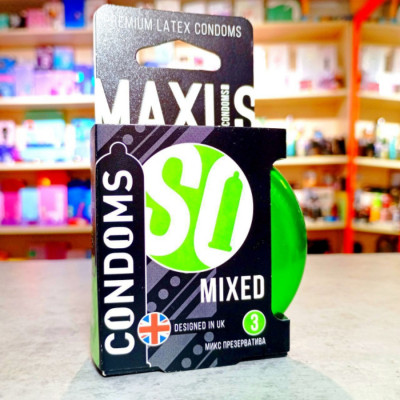 PREMIUM LATEX CONDOMS
MAXUS
CONDOMS
CONDOMS
SO
MIXED
DESIGNED IN UK
3
МИКС ПРЕЗЕРВАТИВА